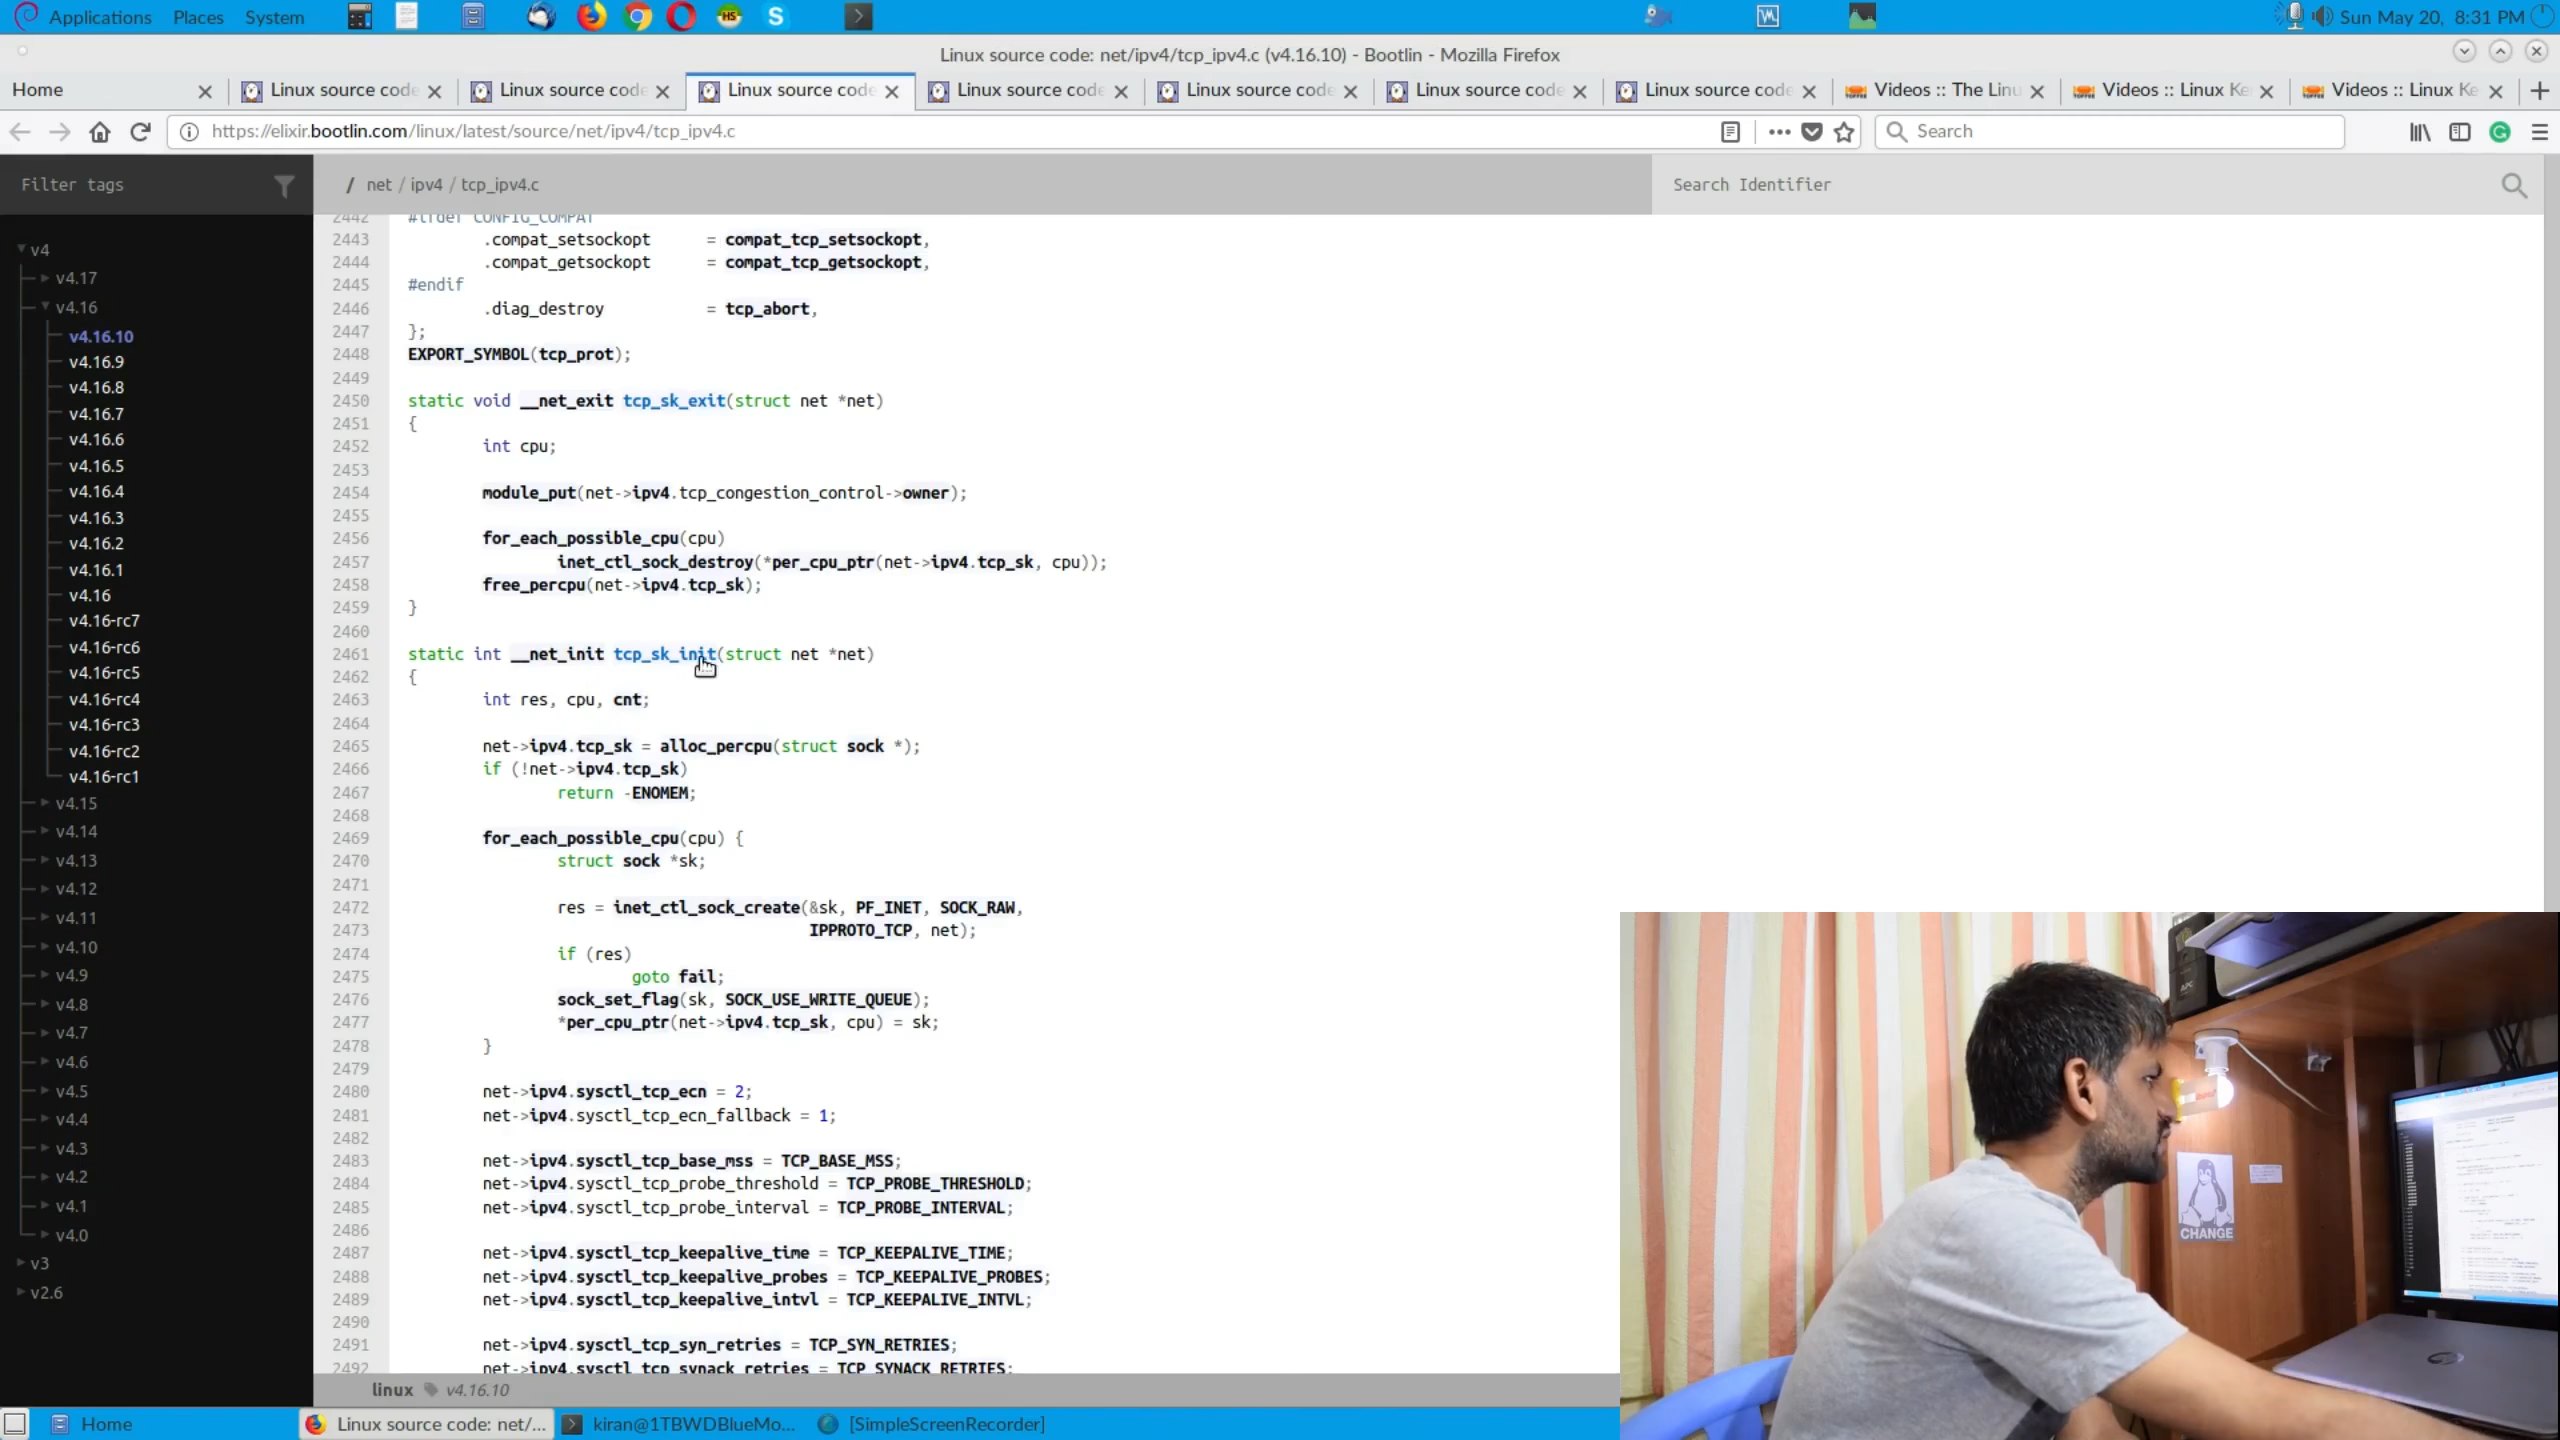 Applications Places System
Sun May 20, 8:31 PM
Linux source code: net/ipv4/tcp_ipv4.c (v4.16.10) - Bootlin - Mozilla Firefox
Home
Linux source code
Linux source code
Linux source code
Linux source code
Linux source code
Linux source code
Linux source code
Videos :: The Linu
Videos :: Linux Ke
Videos :: Linux Ke
https://elixir.bootlin.com/linux/latest/source/net/ipv4/tcp_ipv4.c
Search
Filter tags
/ net / ipv4 / tcp_ipv4.c
Search Identifier
v4
v4.17
v4.16
v4.16.10
v4.16.9
v4.16.8
v4.16.7
v4.16.6
v4.16.5
v4.16.4
v4.16.3
v4.16.2
v4.16.1
v4.16
v4.16-rc7
v4.16-rc6
v4.16-rc5
v4.16-rc4
v4.16-rc3
v4.16-rc2
v4.16-rc1
v4.15
v4.14
v4.13
v4.12
v4.11
v4.10
v4.9
v4.8
v4.7
v4.6
v4.5
v4.4
v4.3
v4.2
v4.1
v4.0
v3
v2.6
2442 #ifdef CONFIG_COMPAT
2443 .compat_setsockopt = compat_tcp_setsockopt,
2444 .compat_getsockopt = compat_tcp_getsockopt,
2445 #endif
2446 .diag_destroy = tcp_abort,
2447 };
2448 EXPORT_SYMBOL(tcp_prot);
2449
2450 static void __net_exit tcp_sk_exit(struct net *net)
2451 {
2452 int cpu;
2453
2454 module_put(net->ipv4.tcp_congestion_control->owner);
2455
2456 for_each_possible_cpu(cpu)
2457 inet_ctl_sock_destroy(*per_cpu_ptr(net->ipv4.tcp_sk, cpu));
2458 free_percpu(net->ipv4.tcp_sk);
2459 }
2460
2461 static int __net_init tcp_sk_init(struct net *net)
2462 {
2463 int res, cpu, cnt;
2464
2465 net->ipv4.tcp_sk = alloc_percpu(struct sock *);
2466 if (!net->ipv4.tcp_sk)
2467 return -ENOMEM;
2468
2469 for_each_possible_cpu(cpu) {
2470 struct sock *sk;
2471
2472 res = inet_ctl_sock_create(&sk, PF_INET, SOCK_RAW,
2473 IPPROTO_TCP, net);
2474 if (res)
2475 goto fail;
2476 sock_set_flag(sk, SOCK_USE_WRITE_QUEUE);
2477 *per_cpu_ptr(net->ipv4.tcp_sk, cpu) = sk;
2478 }
2479
2480 net->ipv4.sysctl_tcp_ecn = 2;
2481 net->ipv4.sysctl_tcp_ecn_fallback = 1;
2482
2483 net->ipv4.sysctl_tcp_base_mss = TCP_BASE_MSS;
2484 net->ipv4.sysctl_tcp_probe_threshold = TCP_PROBE_THRESHOLD;
2485 net->ipv4.sysctl_tcp_probe_interval = TCP_PROBE_INTERVAL;
2486
2487 net->ipv4.sysctl_tcp_keepalive_time = TCP_KEEPALIVE_TIME;
2488 net->ipv4.sysctl_tcp_keepalive_probes = TCP_KEEPALIVE_PROBES;
2489 net->ipv4.sysctl_tcp_keepalive_intvl = TCP_KEEPALIVE_INTVL;
2490
2491 net->ipv4.sysctl_tcp_syn_retries = TCP_SYN_RETRIES;
2492 net->ipv4.sysctl_tcp_synack_retries = TCP_SYNACK_RETRIES;
linux v4.16.10
APC
CHANGE
Home
Linux source code: net/...
kiran@1TBWDBlueMo...
[SimpleScreenRecorder]